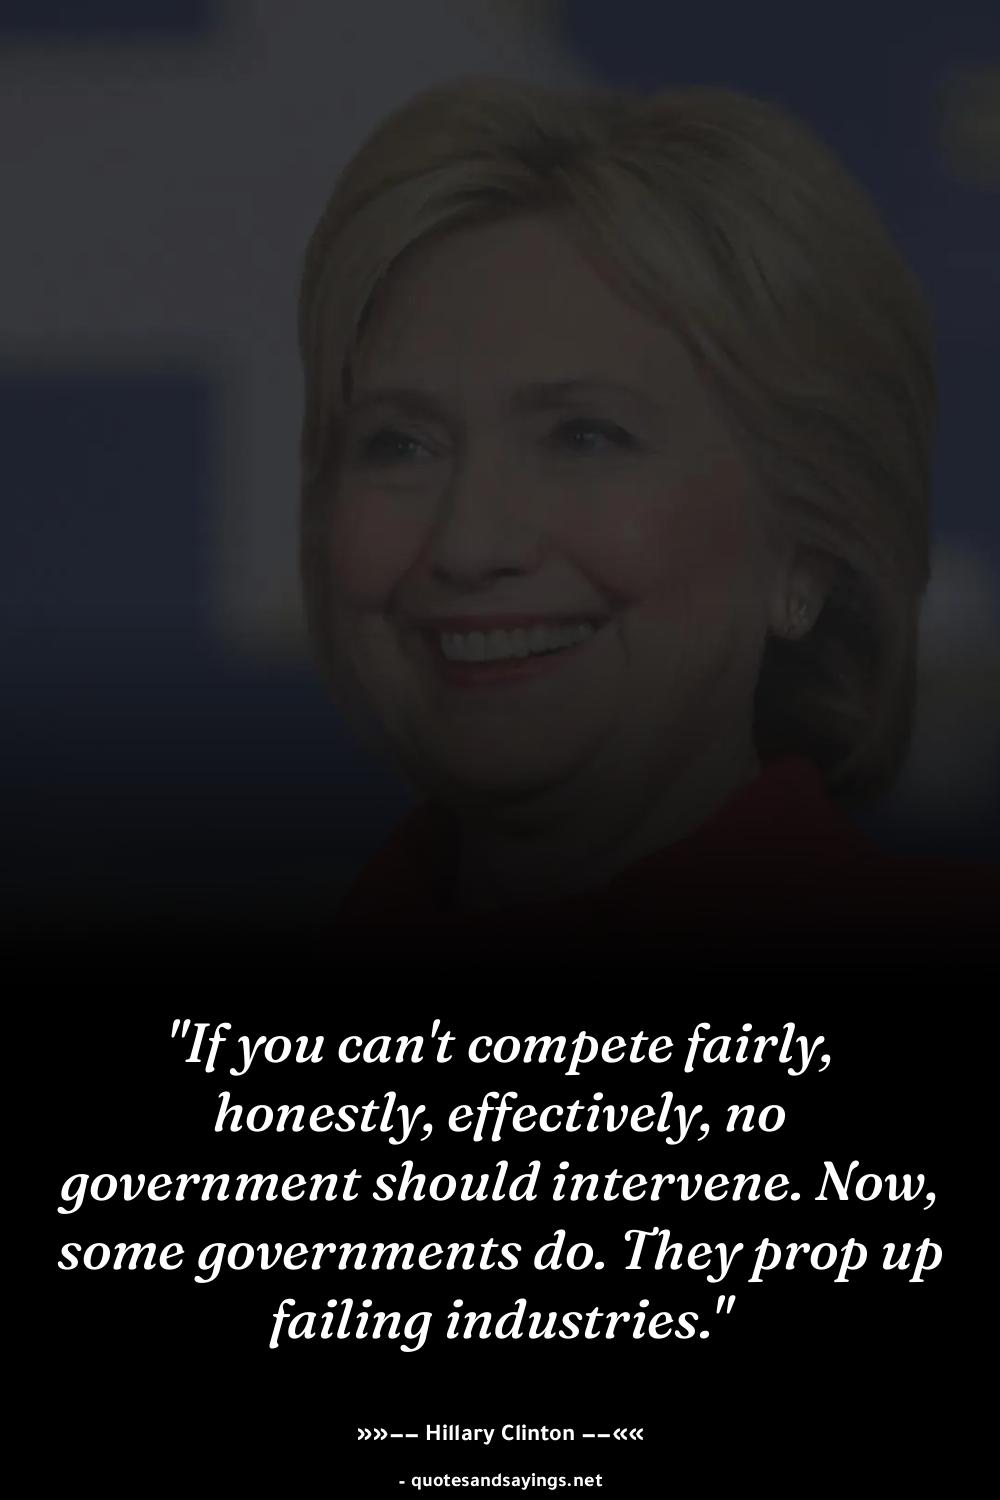 "If you can't compete fairly,
honestly, effectively, no
government should intervene. Now,
some governments do. They prop up
failing industries."
»»−− Hillary Clinton −−««
- quotesandsayings.net